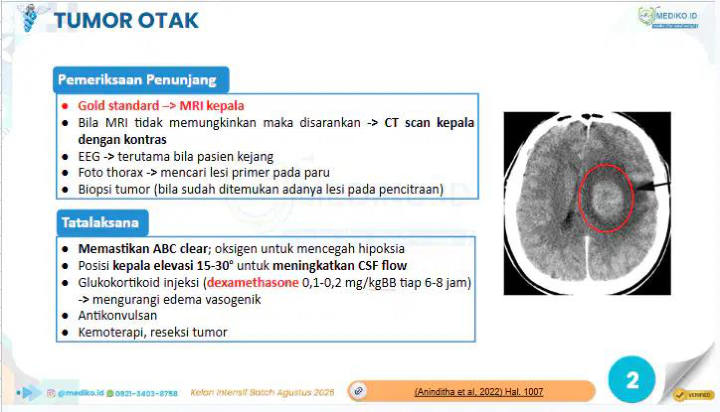 TUMOR OTAK
MEDIKO.ID
Pemeriksaan Penunjang
● Gold standard –> MRI kepala
● Bila MRI tidak memungkinkan maka disarankan -> CT scan kepala
dengan kontras
● EEG -> terutama bila pasien kejang
● Foto thorax -> mencari lesi primer pada paru
● Biopsi tumor (bila sudah ditemukan adanya lesi pada pencitraan)
Tatalaksana
● Memastikan ABC clear; oksigen untuk mencegah hipoksia
● Posisi kepala elevasi 15-30° untuk meningkatkan CSF flow
● Glukokortikoid injeksi (dexamethasone 0,1-0,2 mg/kgBB tiap 6-8 jam)
-> mengurangi edema vasogenik
● Antikonvulsan
● Kemoterapi, reseksi tumor
@mediko.id 0821-3403-8758 Kelan Intensif Batch Agustus 2025 (Aninditha et al, 2022) Hal. 1007
2
VERIFIED